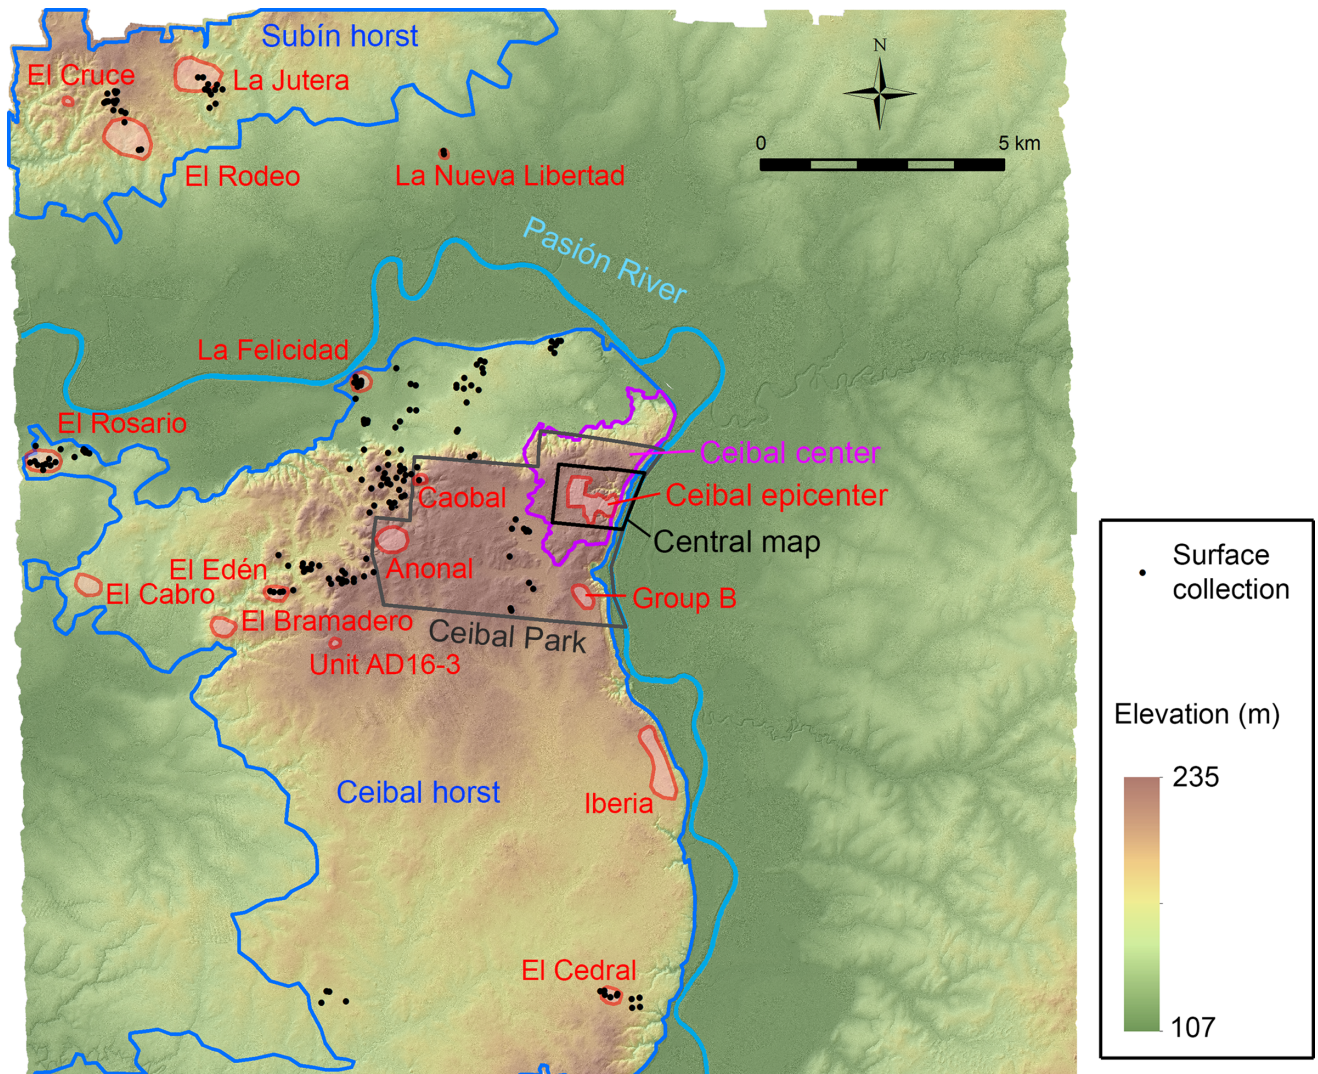 Subín horst
N
El Cruce
La Jutera
0
5 km
El Rodeo
La Nueva Libertad
Pasión River
La Felicidad
El Rosario
Ceibal center
Caobal
Ceibal epicenter
Central map
El Edén
Anonal
El Cabro
Group B
El Bramadero
Ceibal Park
Unit AD16-3
Surface
collection
Elevation (m)
235
107
Ceibal horst
Iberia
El Cedral